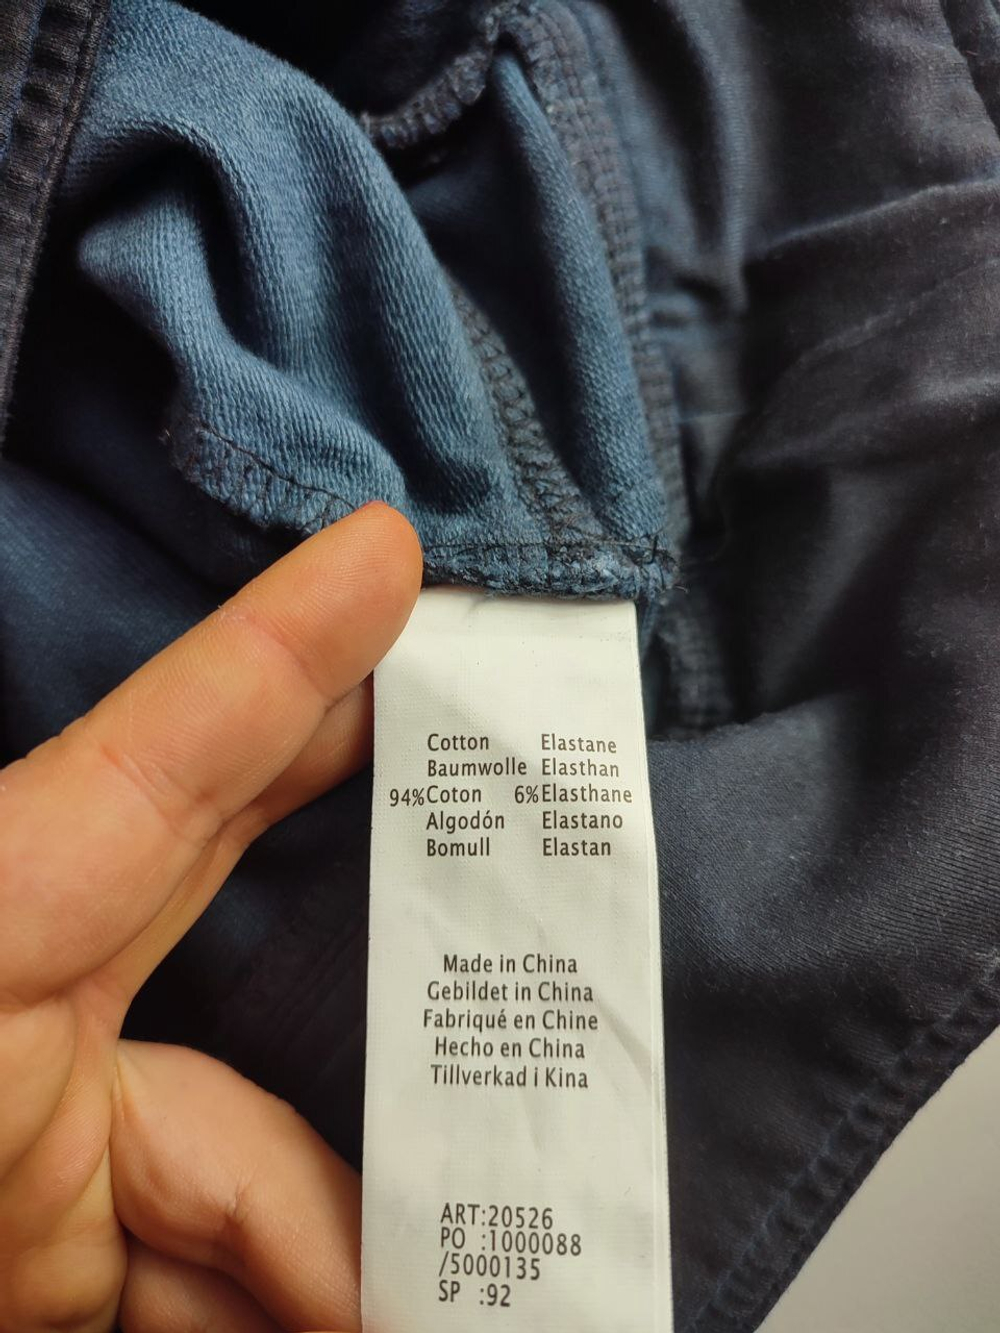 Cotton Elastane
Baumwolle Elasthan
94%Coton 6%Elasthane
Algodón Elastano
Bomull Elastan
Made in China
Gebildet in China
Fabriqué en Chine
Hecho en China
Tillverkad i Kina
ART:20526
PO :1000088
/5000135
SP :92